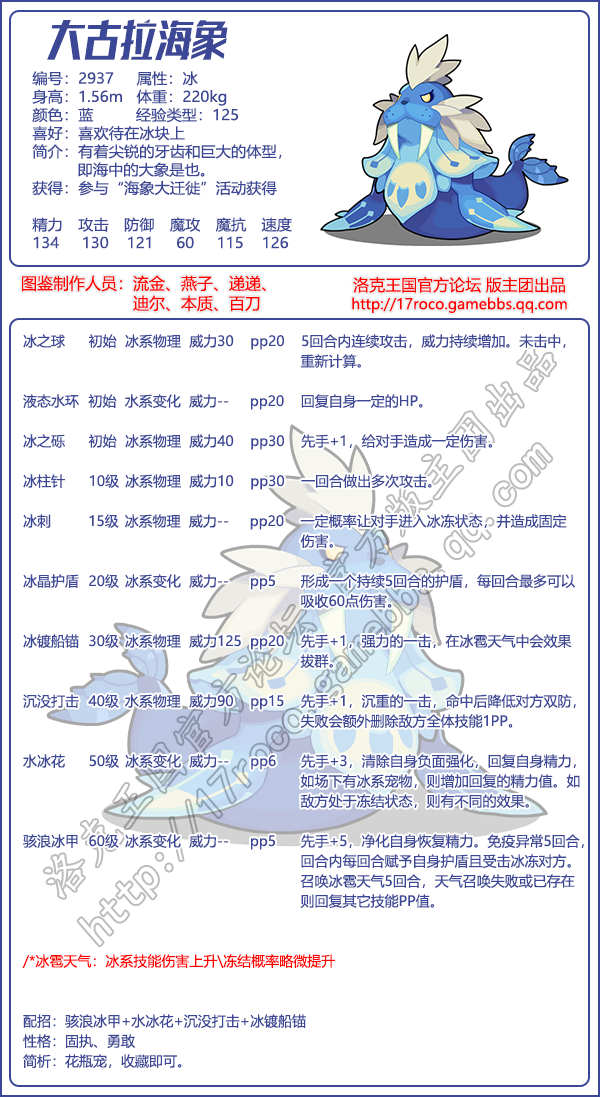 大古拉海象
编号：2937 属性：冰
身高：1.56m 体重：220kg
颜色：蓝 经验类型：125
喜好：喜欢待在冰块上
简介：有着尖锐的牙齿和巨大的体型，
即海中的大象是也。
获得：参与“海象大迁徙”活动获得
精力 攻击 防御 魔攻 魔抗 速度
134 130 121 60 115 126
图鉴制作人员：流金、燕子、递递、
迪尔、本质、百刀
洛克王国官方论坛 版主团出品
http://17roco.gamebbs.qq.com
冰之球 初始 冰系物理 威力30 pp20 5回合内连续攻击，威力持续增加。未击中，
重新计算。
液态水环 初始 水系变化 威力-- pp20 回复自身一定的HP。
冰之砾 初始 冰系物理 威力40 pp30 先手+1，给对手造成一定伤害。
冰柱针 10级 冰系物理 威力10 pp30 一回合做出多次攻击。
冰刺 15级 冰系物理 威力-- pp20 一定概率让对手进入冰冻状态，并造成固定
伤害。
冰晶护盾 20级 冰系变化 威力-- pp5 形成一个持续5回合的护盾，每回合最多可以
吸收60点伤害。
冰镀船锚 30级 冰系物理 威力125 pp20 先手+1，强力的一击，在冰雹天气中会效果
拔群。
沉没打击 40级 水系物理 威力90 pp15 先手+1，沉重的一击，命中后降低对方双防，
失败会额外删除敌方全体技能1PP。
水冰花 50级 冰系变化 威力-- pp6 先手+3，清除自身负面强化，回复自身精力，
如场下有冰系宠物，则增加回复的精力值。如
敌方处于冻结状态，则有不同的效果。
骇浪冰甲 60级 冰系变化 威力-- pp5 先手+5，净化自身恢复精力。免疫异常5回合，
回合内每回合赋予自身护盾且受击冰冻对方。
召唤冰雹天气5回合，天气召唤失败或已存在
则回复其它技能PP值。
洛克王国官方论坛 版主团出品
http://17roco.gamebbs.qq.com
/*冰雹天气：冰系技能伤害上升\冻结概率略微提升
配招：骇浪冰甲+水冰花+沉没打击+冰镀船锚
性格：固执、勇敢
简析：花瓶宠，收藏即可。